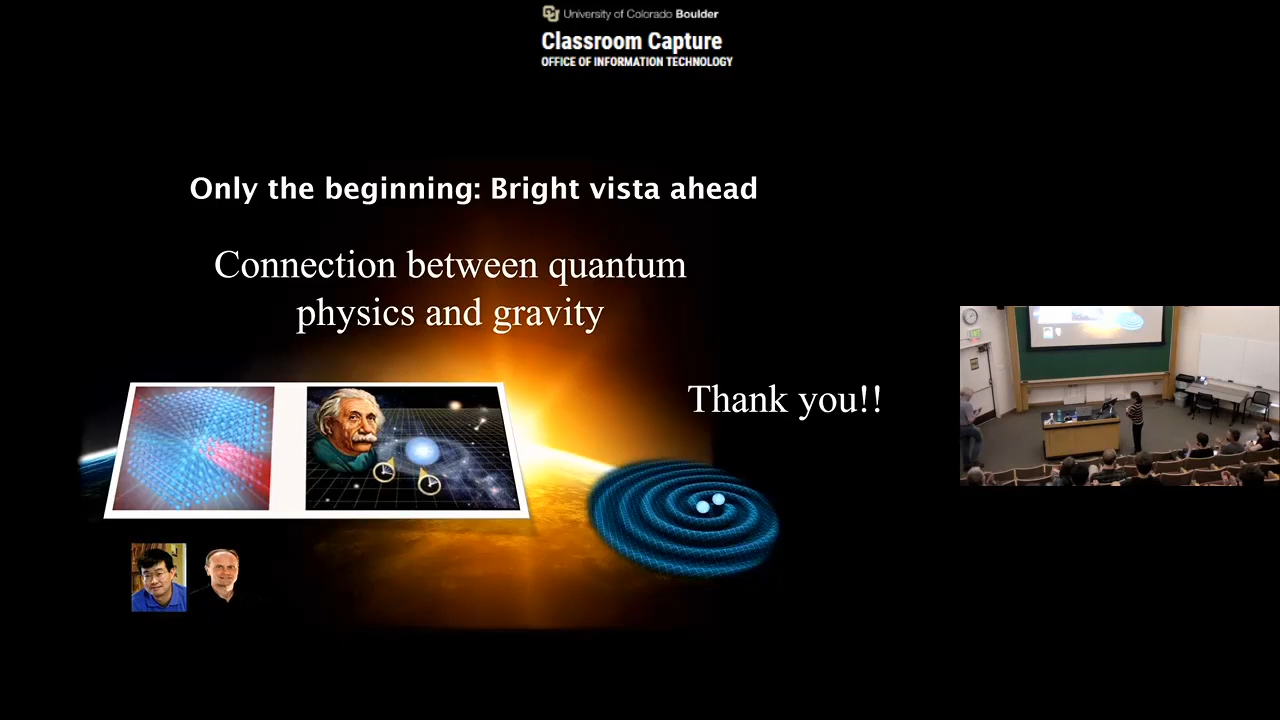 University of Colorado Boulder
Classroom Capture
OFFICE OF INFORMATION TECHNOLOGY
Only the beginning: Bright vista ahead
Connection between quantum
physics and gravity
Thank you!!